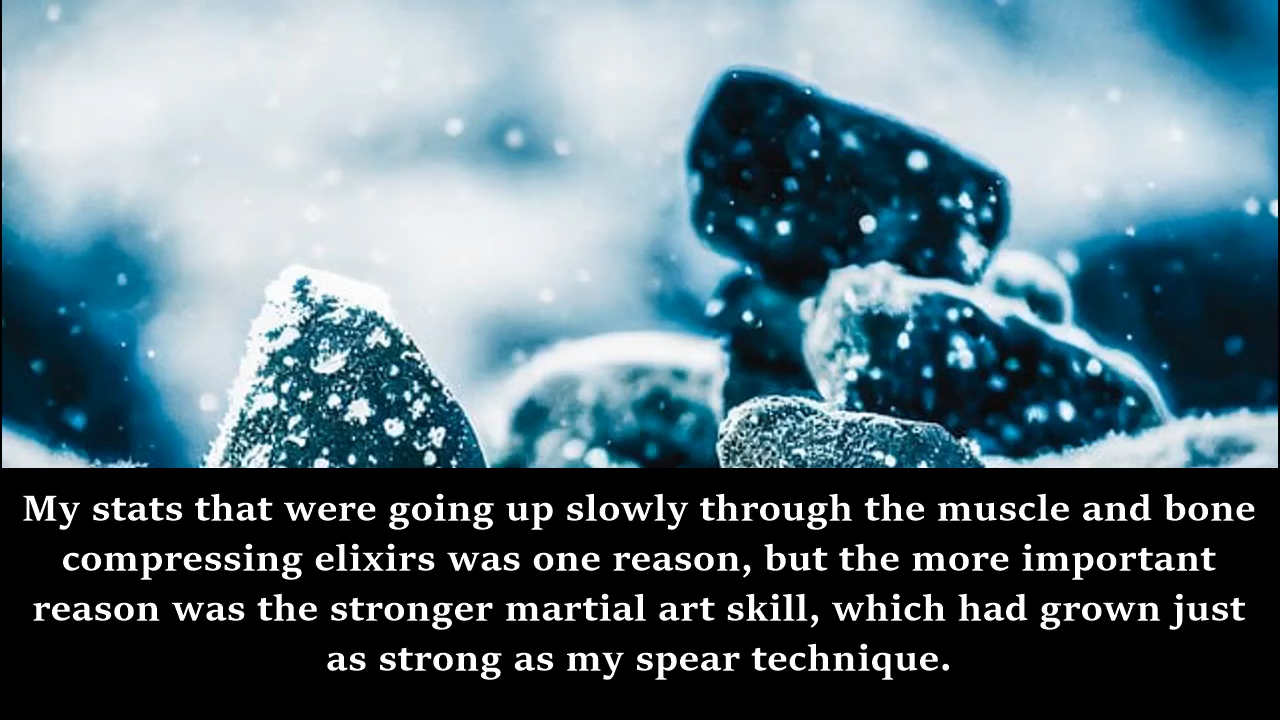 My stats that were going up slowly through the muscle and bone
compressing elixirs was one reason, but the more important
reason was the stronger martial art skill, which had grown just
as strong as my spear technique.